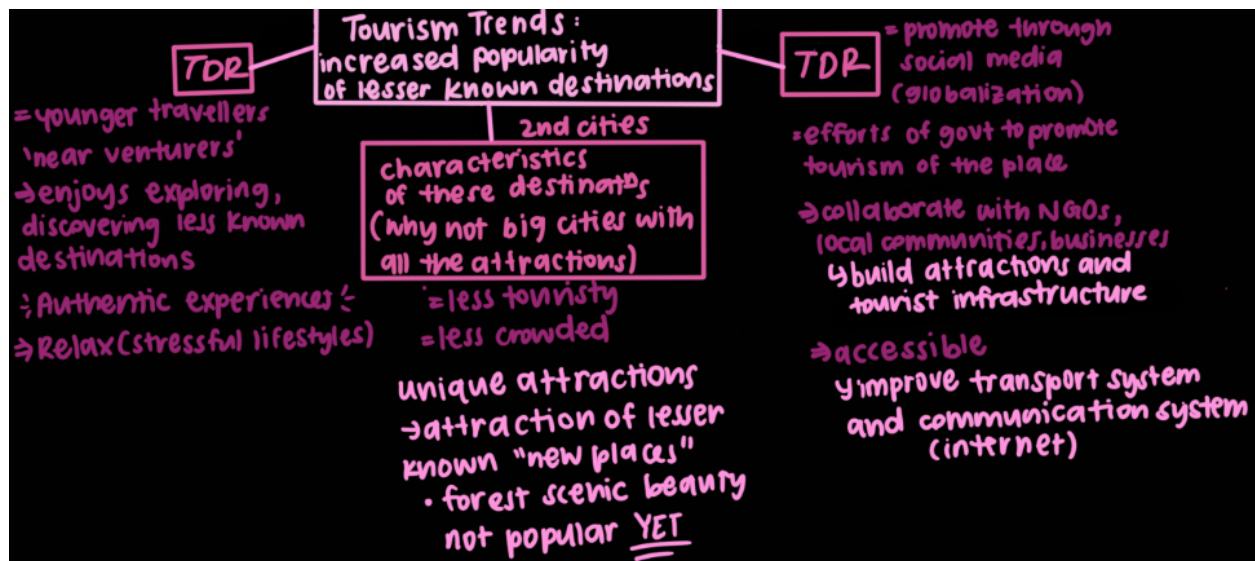 Tourism Trends:
increased popularity
of lesser known destinations
TGR
=younger travellers
'near venturers'
→enjoys exploring,
discovering less known
destinations
Authentic experiences
⇒Relax(stressful lifestyles)
2nd cities
characteristics
of these destinatⁿs
(why not big cities with
all the attractions)
=less touristy
=less crowded
unique attractions
→attraction of lesser
known "new places"
• forest scenic beauty
not popular YET
TDR
=promote through
social media
(globalization)
=efforts of govt to promote
tourism of the place
⇒collaborate with NGOs,
local communities,businesses
↳build attractions and
tourist infrastructure
⇒accessible
↳improve transport system
and communication system
(internet)